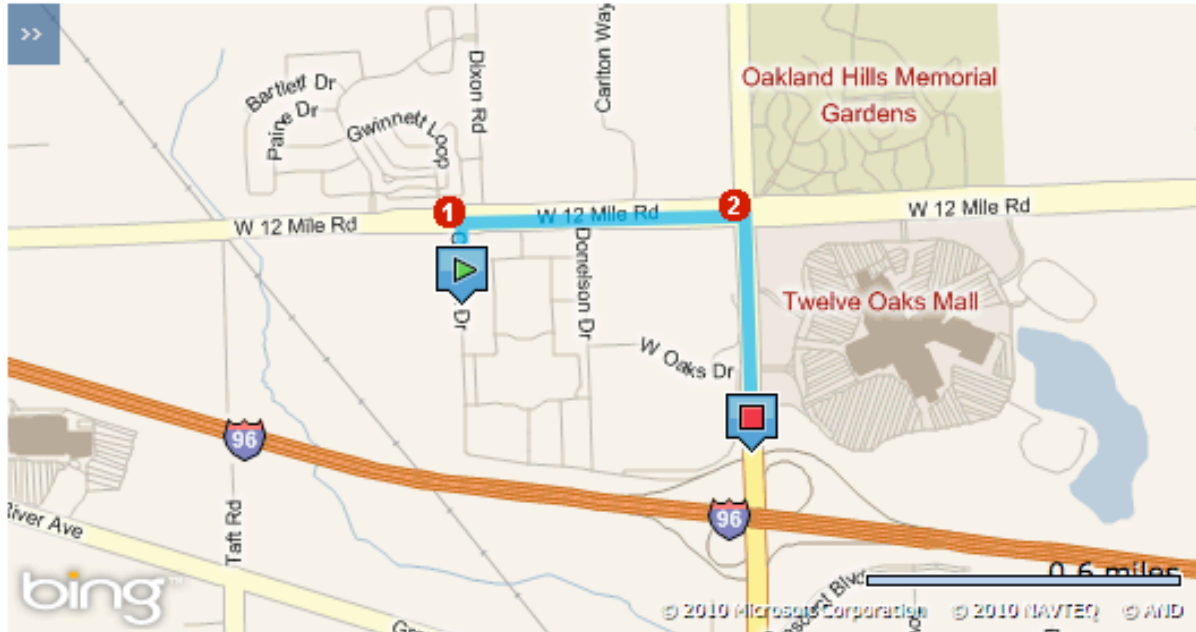 >>
Dixon Rd
Carlton Way
Bartlett Dr
Paine Dr
Gwinnett Loop
Oakland Hills Memorial
Gardens
1
2
W 12 Mile Rd
W 12 Mile Rd
W 12 Mile Rd
Dr
Donelson Dr
Twelve Oaks Mall
W Oaks Dr
96
96
River Ave
Taft Rd
0.6 miles
bing™
© 2010 Microsoft Corporation © 2010 NAVTEQ © AND